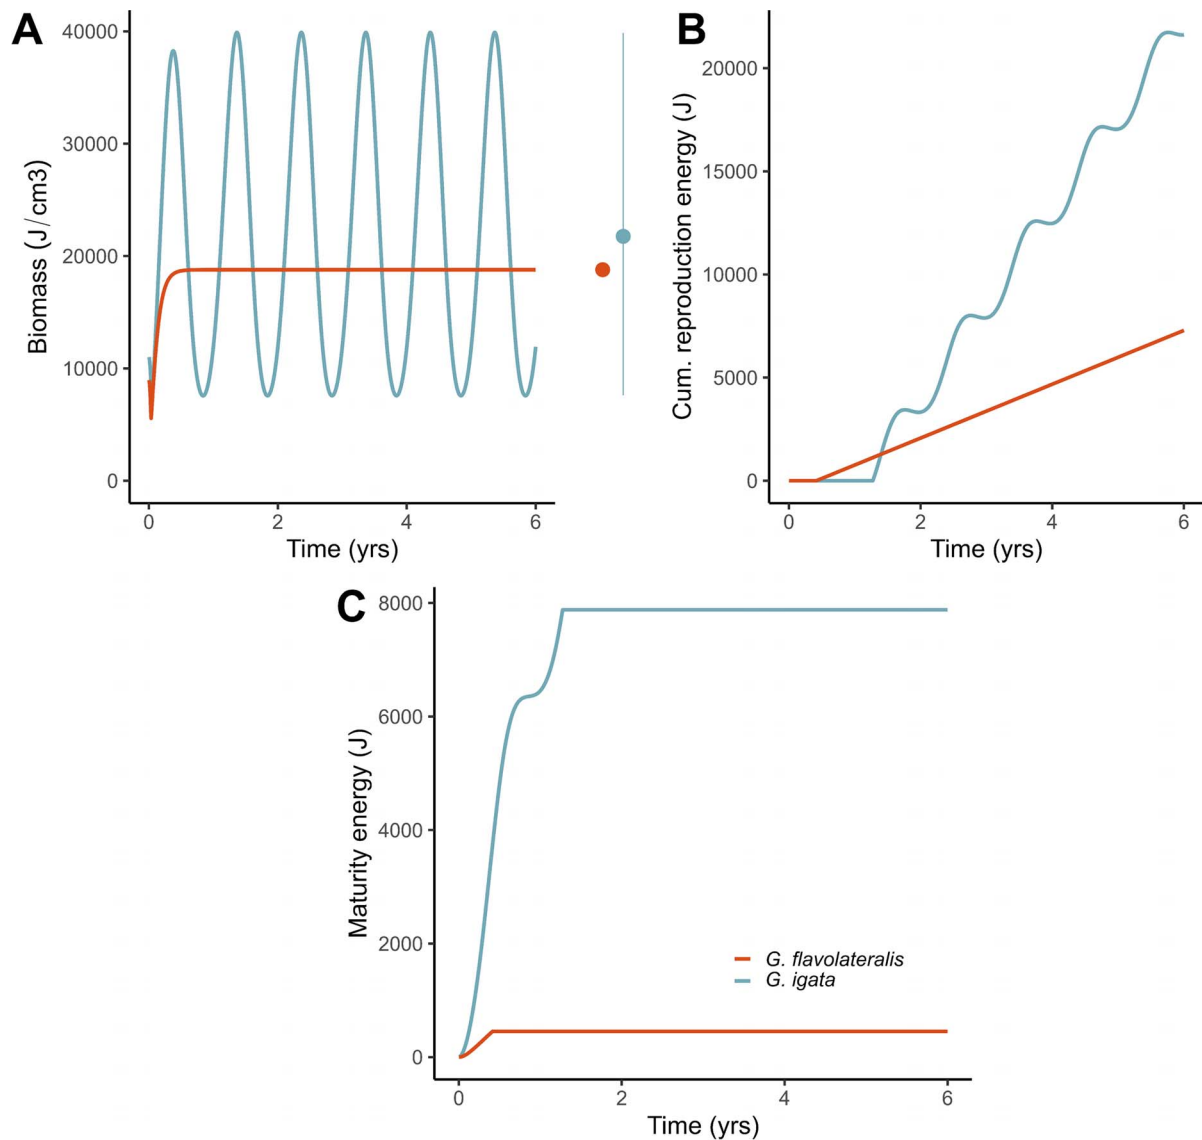 A
Biomass (J/cm3)
40000
30000
20000
10000
0
0 2 4 6
Time (yrs)
B
Cum. reproduction energy (J)
20000
15000
10000
5000
0
0 2 4 6
Time (yrs)
C
Maturity energy (J)
8000
6000
4000
2000
0
G. flavolateralis
G. igata
0 2 4 6
Time (yrs)